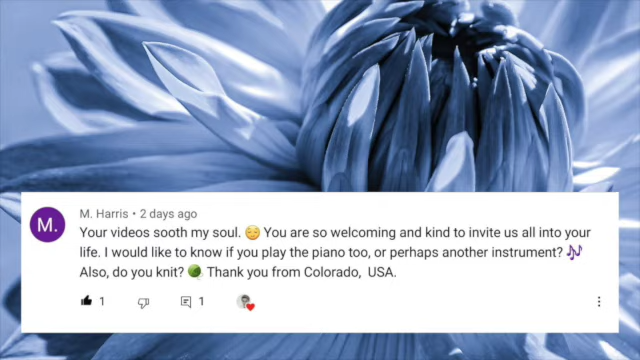 M.
M. Harris • 2 days ago
Your videos sooth my soul. 😌 You are so welcoming and kind to invite us all into your
life. I would like to know if you play the piano too, or perhaps another instrument? 🎶
Also, do you knit? 🧶 Thank you from Colorado, USA.
1 1